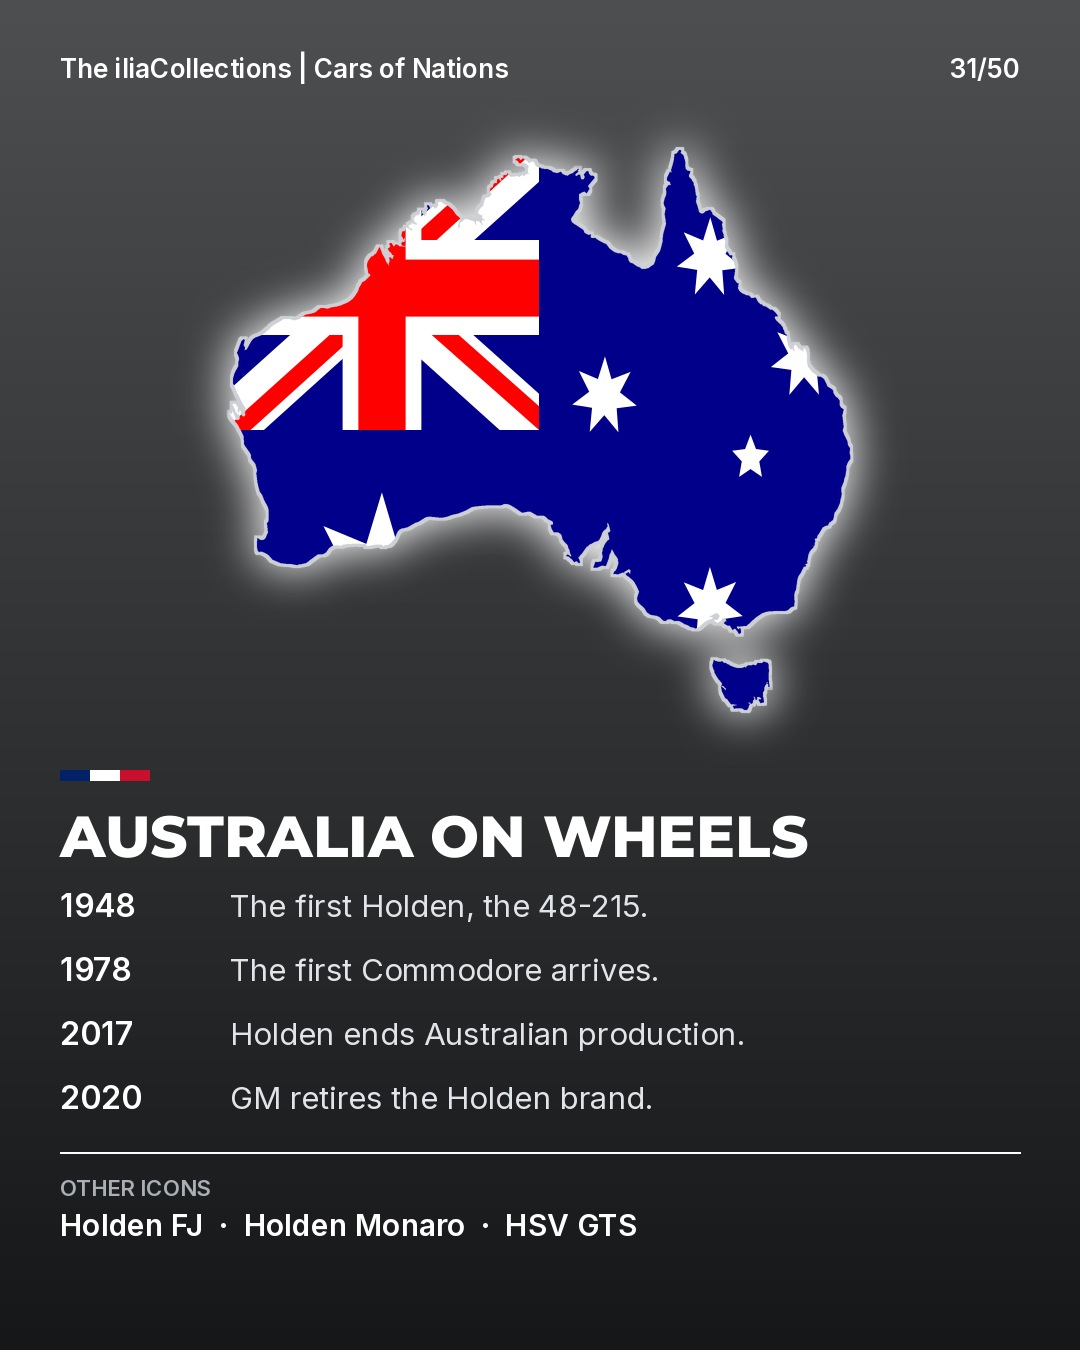 The iliaCollections | Cars of Nations
31/50
AUSTRALIA ON WHEELS
1948 The first Holden, the 48-215.
1978 The first Commodore arrives.
2017 Holden ends Australian production.
2020 GM retires the Holden brand.
OTHER ICONS
Holden FJ · Holden Monaro · HSV GTS